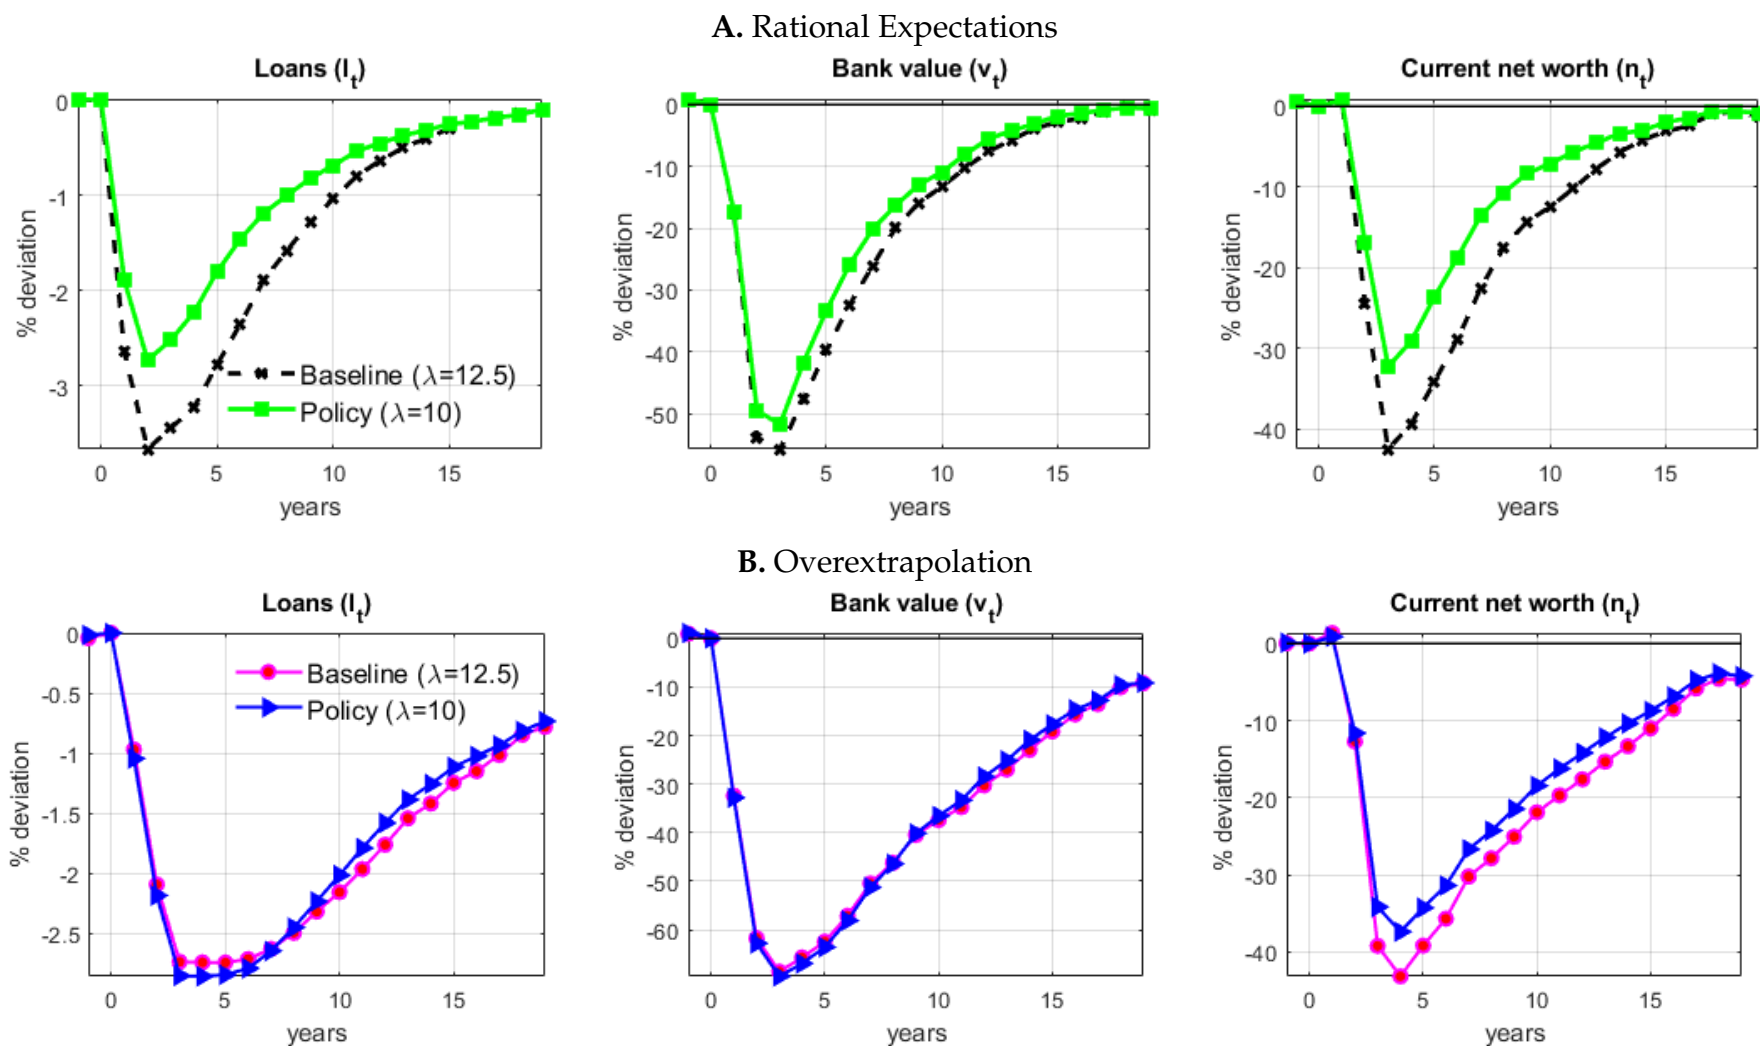 A. Rational Expectations
Loans (l_t)
% deviation
0
-1
-2
-3
0 5 10 15
years
Baseline (λ=12.5)
Policy (λ=10)
Bank value (v_t)
% deviation
0
-10
-20
-30
-40
-50
0 5 10 15
years
Current net worth (n_t)
% deviation
0
-10
-20
-30
-40
0 5 10 15
years
B. Overextrapolation
Loans (l_t)
% deviation
0
-0.5
-1
-1.5
-2
-2.5
0 5 10 15
years
Baseline (λ=12.5)
Policy (λ=10)
Bank value (v_t)
% deviation
0
-10
-20
-30
-40
-50
-60
0 5 10 15
years
Current net worth (n_t)
% deviation
0
-10
-20
-30
-40
0 5 10 15
years